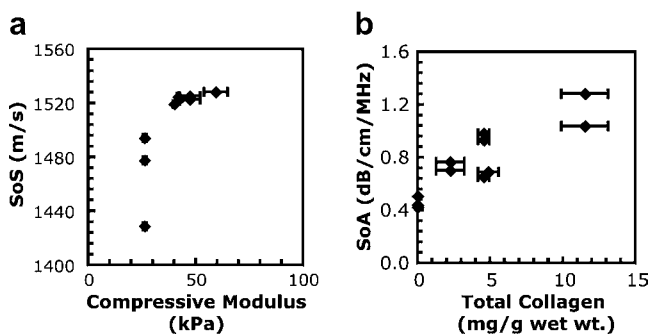 a
1560
1520
1480
1440
1400
SoS (m/s)
0
50
100
Compressive Modulus
(kPa)
b
1.6
1.2
0.8
0.4
0.0
SoA (dB/cm/MHz)
0
5
10
15
Total Collagen
(mg/g wet wt.)